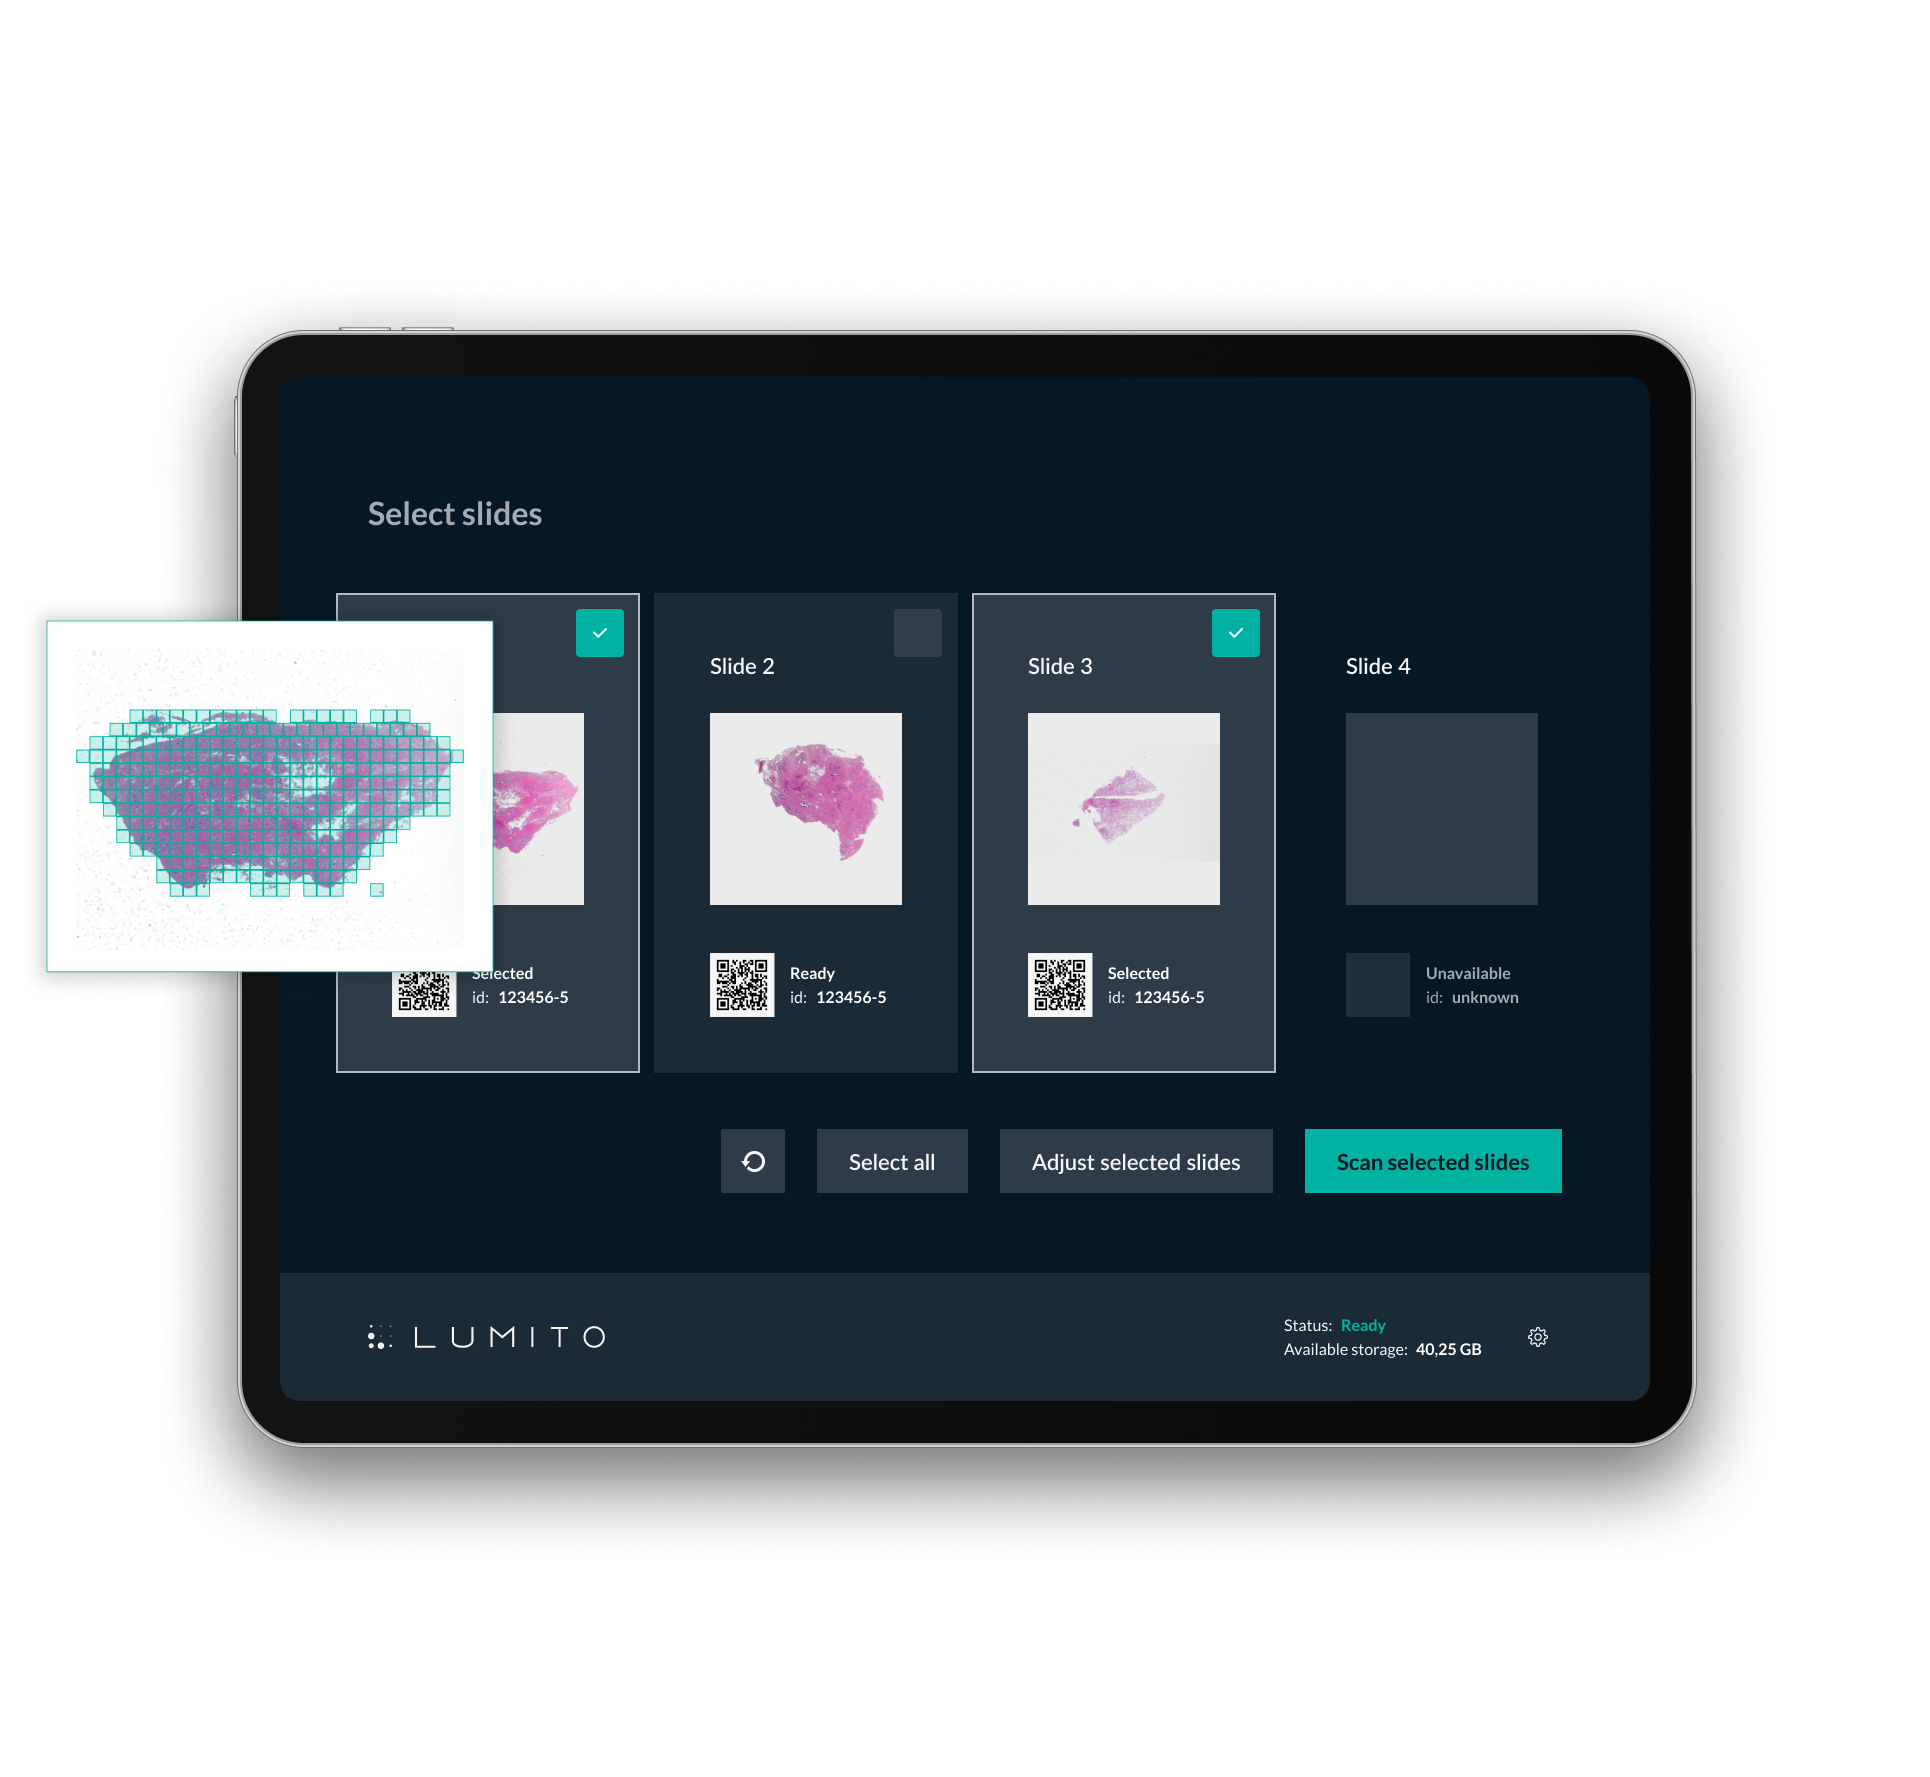 Select slides
Slide 2
Slide 3
Slide 4
Selected
id: 123456-5
Ready
id: 123456-5
Selected
id: 123456-5
Unavailable
id: unknown
Select all
Adjust selected slides
Scan selected slides
LUMITO
Status: Ready
Available storage: 40,25 GB